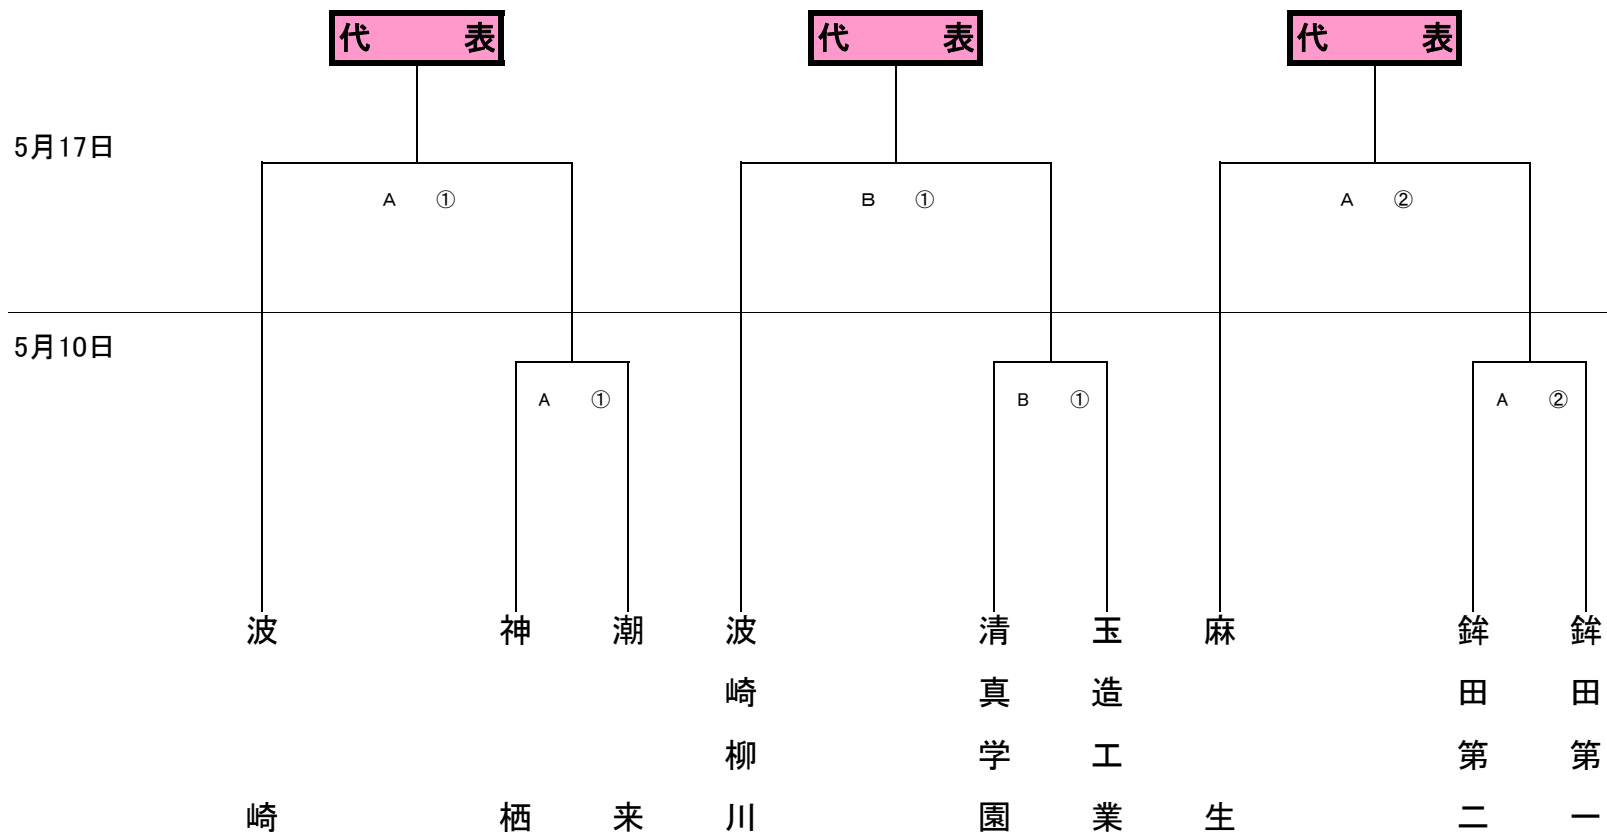 代　表　代　表　代　表
5月17日
A　①　B　①　A　②
5月10日
A　①　B　①　A　②
波崎
神栖
潮来
波崎柳川
清真学園
玉造工業
麻生
鉾田第二
鉾田第一